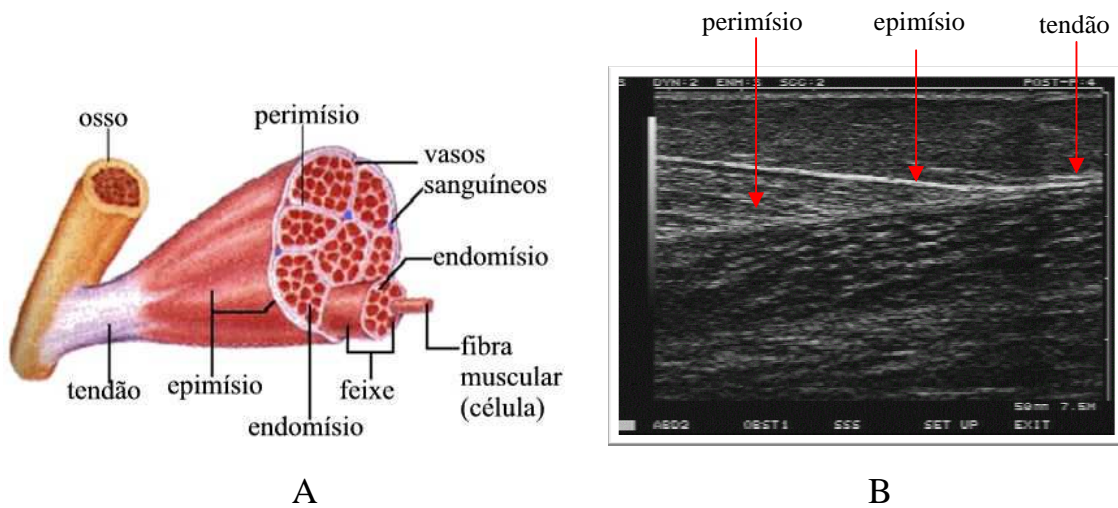 osso
perimísio
vasos
sanguíneos
endomísio
fibra
muscular
(célula)
feixe
endomísio
epimísio
tendão
A
perimísio
epimísio
tendão
S DYN:2 ENH:3 SCC:2 POST-P:4
50mm 7.5M
ABD2 OBST1 SSS SET UP EXIT
B